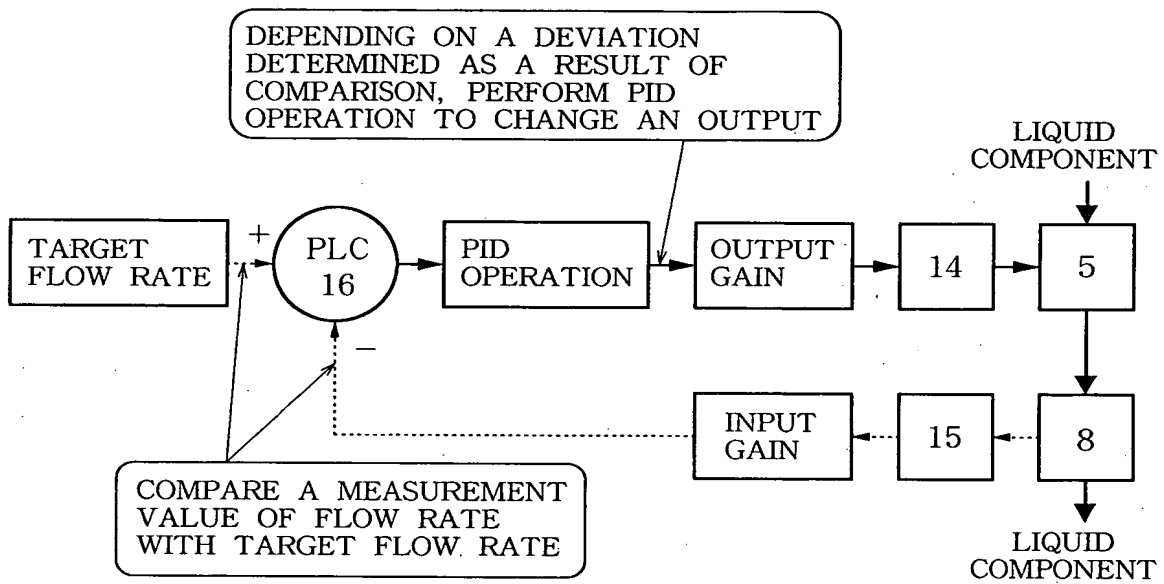 DEPENDING ON A DEVIATION
DETERMINED AS A RESULT OF
COMPARISON, PERFORM PID
OPERATION TO CHANGE AN OUTPUT
LIQUID
COMPONENT
TARGET
FLOW RATE
+
PLC
16
PID
OPERATION
OUTPUT
GAIN
14
5
−
INPUT
GAIN
15
8
COMPARE A MEASUREMENT
VALUE OF FLOW RATE
WITH TARGET FLOW RATE
LIQUID
COMPONENT